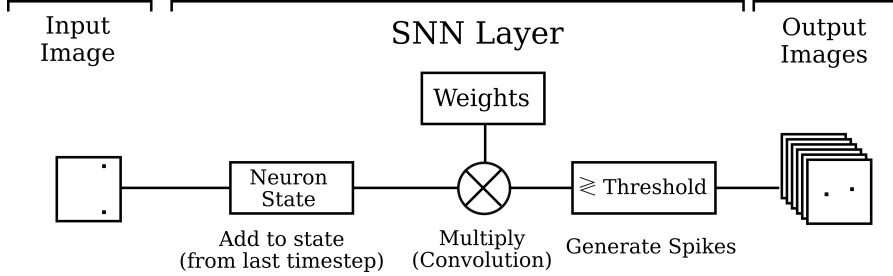 Input
Image
SNN Layer
Output
Images
Weights
Neuron
State
≷ Threshold
Add to state
(from last timestep)
Multiply
(Convolution)
Generate Spikes